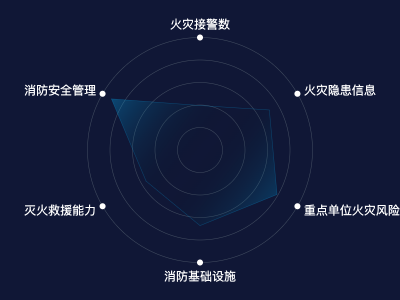 火灾接警数
消防安全管理
火灾隐患信息
灭火救援能力
重点单位火灾风险
消防基础设施